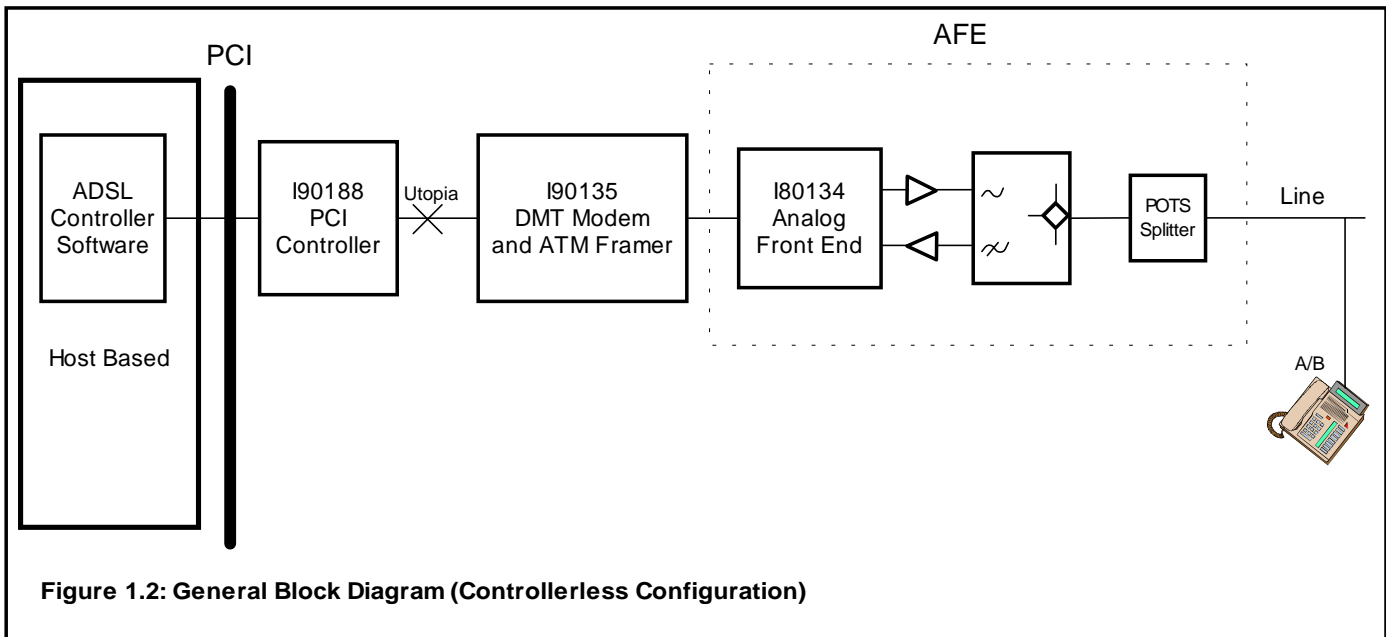 AFE
PCI
ADSL
Controller
Software
Host Based
I90188
PCI
Controller
Utopia
I90135
DMT Modem
and ATM Framer
I80134
Analog
Front End
POTS
Splitter
Line
A/B
Figure 1.2: General Block Diagram (Controllerless Configuration)